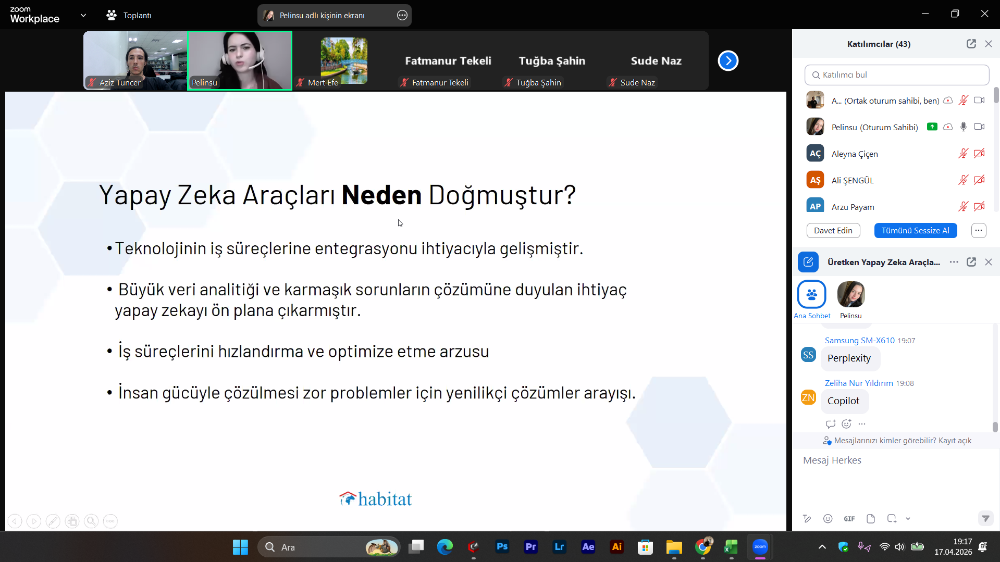 zoom
Workplace
Toplantı
Pelinsu adlı kişinin ekranı
Aziz Tuncer
Pelinsu
Mert Efe
Fatmanur Tekeli
Fatmanur Tekeli
Tuğba Şahin
Tuğba Şahin
Sude Naz
Sude Naz
Yapay Zeka Araçları Neden Doğmuştur?
•Teknolojinin iş süreçlerine entegrasyonu ihtiyacıyla gelişmiştir.
• Büyük veri analitiği ve karmaşık sorunların çözümüne duyulan ihtiyaç
yapay zekayı ön plana çıkarmıştır.
• İş süreçlerini hızlandırma ve optimize etme arzusu
• İnsan gücüyle çözülmesi zor problemler için yenilikçi çözümler arayışı.
habitat
Katılımcılar (43)
Katılımcı bul
A... (Ortak oturum sahibi, ben)
Pelinsu (Oturum Sahibi)
AÇ Aleyna Çiçen
AŞ Ali ŞENGÜL
AP Arzu Payam
Davet Edin
Tümünü Sessize Al
Üretken Yapay Zeka Araçla...
Ana Sohbet
Pelinsu
Samsung SM-X610 19:07
SS
Perplexity
Zeliha Nur Yıldırım 19:08
ZN
Copilot
Mesajlarınızı kimler görebilir? Kayıt açık
Mesaj Herkes
GIF
Ara
Ps
Pr
Lr
Ae
Ai
zoom
19:17
17.04.2026